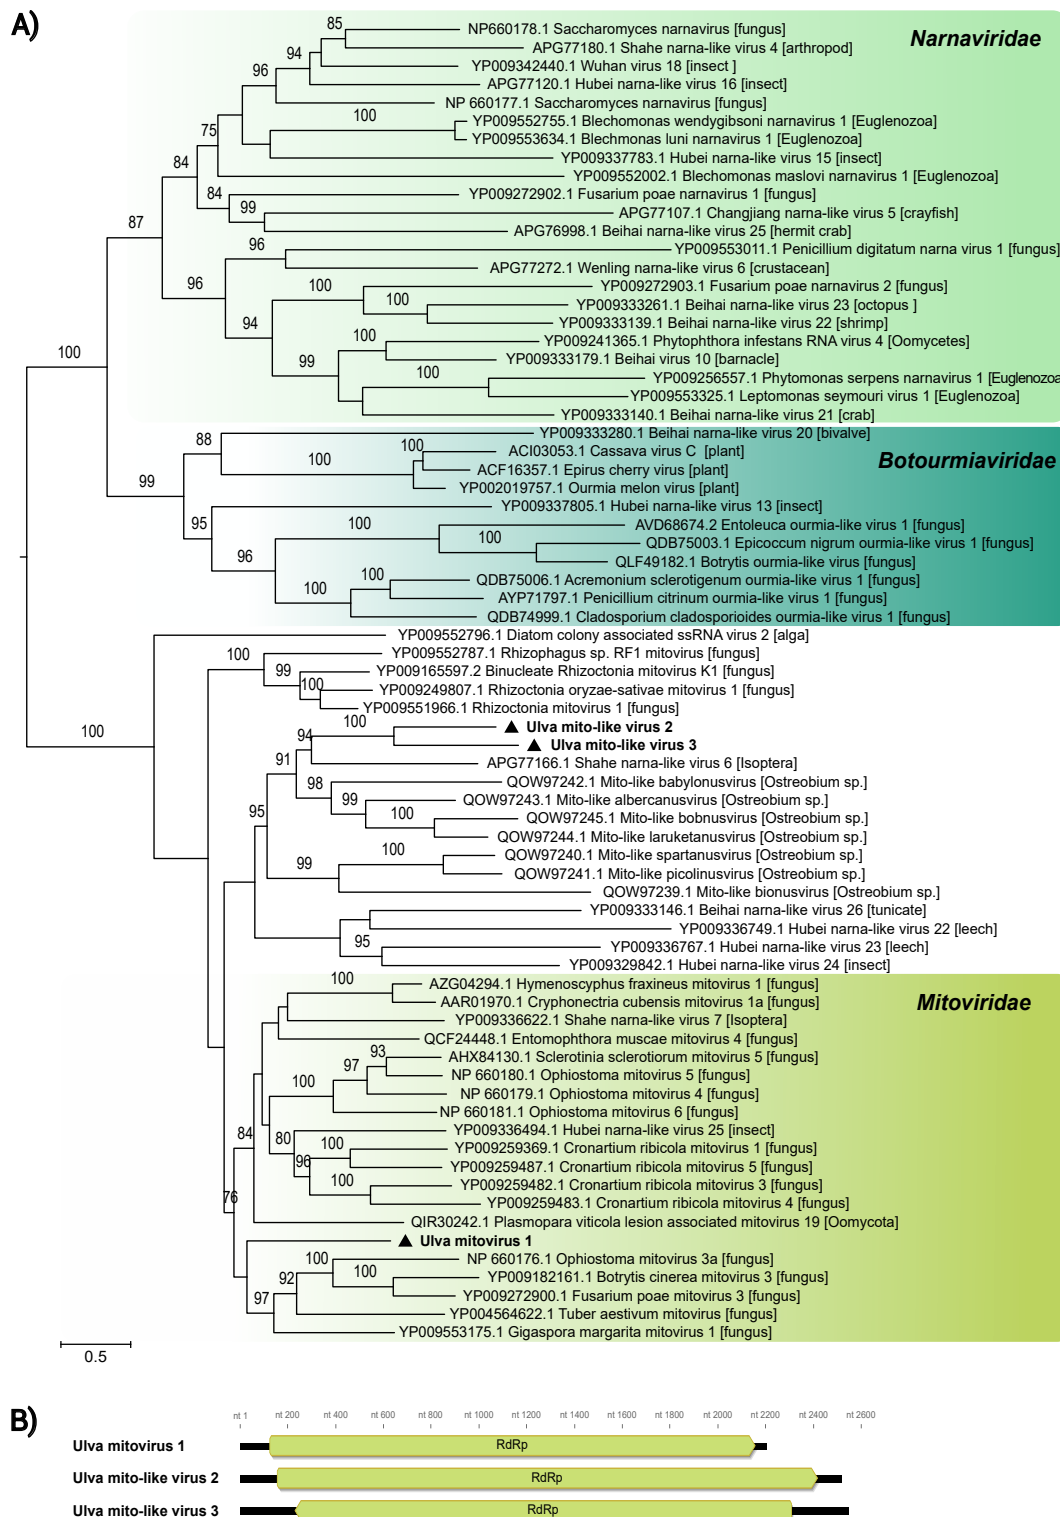 A)
Narnaviridae
85
NP660178.1 Saccharomyces narnavirus [fungus]
APG77180.1 Shahe narna-like virus 4 [arthropod]
94
YP009342440.1 Wuhan virus 18 [insect ]
96
APG77120.1 Hubei narna-like virus 16 [insect]
NP 660177.1 Saccharomyces narnavirus [fungus]
100
YP009552755.1 Blechomonas wendygibsoni narnavirus 1 [Euglenozoa]
75
YP009553634.1 Blechmonas luni narnavirus 1 [Euglenozoa]
YP009337783.1 Hubei narna-like virus 15 [insect]
84
YP009552002.1 Blechomonas maslovi narnavirus 1 [Euglenozoa]
84
YP009272902.1 Fusarium poae narnavirus 1 [fungus]
99
APG77107.1 Changjiang narna-like virus 5 [crayfish]
87
APG76998.1 Beihai narna-like virus 25 [hermit crab]
96
YP009553011.1 Penicillium digitatum narna virus 1 [fungus]
APG77272.1 Wenling narna-like virus 6 [crustacean]
96
100
YP009272903.1 Fusarium poae narnavirus 2 [fungus]
100
YP009333261.1 Beihai narna-like virus 23 [octopus ]
94
YP009333139.1 Beihai narna-like virus 22 [shrimp]
100
YP009241365.1 Phytophthora infestans RNA virus 4 [Oomycetes]
100
99
YP009333179.1 Beihai virus 10 [barnacle]
100
YP009256557.1 Phytomonas serpens narnavirus 1 [Euglenozoa
YP009553325.1 Leptomonas seymouri virus 1 [Euglenozoa]
YP009333140.1 Beihai narna-like virus 21 [crab]
Botourmiaviridae
88
YP009333280.1 Beihai narna-like virus 20 [bivalve]
100
ACI03053.1 Cassava virus C [plant]
100
ACF16357.1 Epirus cherry virus [plant]
99
YP002019757.1 Ourmia melon virus [plant]
YP009337805.1 Hubei narna-like virus 13 [insect]
95
100
AVD68674.2 Entoleuca ourmia-like virus 1 [fungus]
100
QDB75003.1 Epicoccum nigrum ourmia-like virus 1 [fungus]
96
QLF49182.1 Botrytis ourmia-like virus [fungus]
100
QDB75006.1 Acremonium sclerotigenum ourmia-like virus 1 [fungus]
100
AYP71797.1 Penicillium citrinum ourmia-like virus 1 [fungus]
QDB74999.1 Cladosporium cladosporioides ourmia-like virus 1 [fungus]
YP009552796.1 Diatom colony associated ssRNA virus 2 [alga]
100
YP009552787.1 Rhizophagus sp. RF1 mitovirus [fungus]
99
YP009165597.2 Binucleate Rhizoctonia mitovirus K1 [fungus]
100
YP009249807.1 Rhizoctonia oryzae-sativae mitovirus 1 [fungus]
YP009551966.1 Rhizoctonia mitovirus 1 [fungus]
100
100
Ulva mito-like virus 2
94
Ulva mito-like virus 3
91
APG77166.1 Shahe narna-like virus 6 [Isoptera]
98
QOW97242.1 Mito-like babylonusvirus [Ostreobium sp.]
99
QOW97243.1 Mito-like albercanusvirus [Ostreobium sp.]
95
100
QOW97245.1 Mito-like bobnusvirus [Ostreobium sp.]
QOW97244.1 Mito-like laruketanusvirus [Ostreobium sp.]
100
QOW97240.1 Mito-like spartanusvirus [Ostreobium sp.]
99
QOW97241.1 Mito-like picolinusvirus [Ostreobium sp.]
QOW97239.1 Mito-like bionusvirus [Ostreobium sp.]
YP009333146.1 Beihai narna-like virus 26 [tunicate]
YP009336749.1 Hubei narna-like virus 22 [leech]
95
YP009336767.1 Hubei narna-like virus 23 [leech]
YP009329842.1 Hubei narna-like virus 24 [insect]
Mitoviridae
100
AZG04294.1 Hymenoscyphus fraxineus mitovirus 1 [fungus]
AAR01970.1 Cryphonectria cubensis mitovirus 1a [fungus]
YP009336622.1 Shahe narna-like virus 7 [Isoptera]
QCF24448.1 Entomophthora muscae mitovirus 4 [fungus]
93
AHX84130.1 Sclerotinia sclerotiorum mitovirus 5 [fungus]
97
NP 660180.1 Ophiostoma mitovirus 5 [fungus]
100
NP 660179.1 Ophiostoma mitovirus 4 [fungus]
NP 660181.1 Ophiostoma mitovirus 6 [fungus]
84
80
YP009336494.1 Hubei narna-like virus 25 [insect]
100
YP009259369.1 Cronartium ribicola mitovirus 1 [fungus]
96
YP009259487.1 Cronartium ribicola mitovirus 5 [fungus]
100
YP009259482.1 Cronartium ribicola mitovirus 3 [fungus]
76
YP009259483.1 Cronartium ribicola mitovirus 4 [fungus]
QIR30242.1 Plasmopara viticola lesion associated mitovirus 19 [Oomycota]
Ulva mitovirus 1
100
NP 660176.1 Ophiostoma mitovirus 3a [fungus]
92
100
YP009182161.1 Botrytis cinerea mitovirus 3 [fungus]
97
YP009272900.1 Fusarium poae mitovirus 3 [fungus]
YP004564622.1 Tuber aestivum mitovirus [fungus]
YP009553175.1 Gigaspora margarita mitovirus 1 [fungus]
0.5
B)
nt 1 nt 200 nt 400 nt 600 nt 800 nt 1000 nt 1200 nt 1400 nt 1600 nt 1800 nt 2000 nt 2200 nt 2400 nt 2600
Ulva mitovirus 1 RdRp
Ulva mito-like virus 2 RdRp
Ulva mito-like virus 3 RdRp